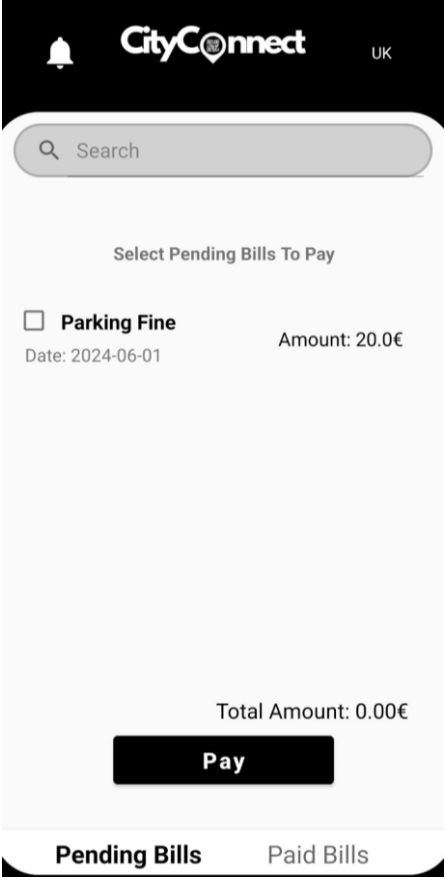 CityConnect
UK
Search
Select Pending Bills To Pay
Parking Fine
Amount: 20.0€
Date: 2024-06-01
Total Amount: 0.00€
Pay
Pending Bills
Paid Bills